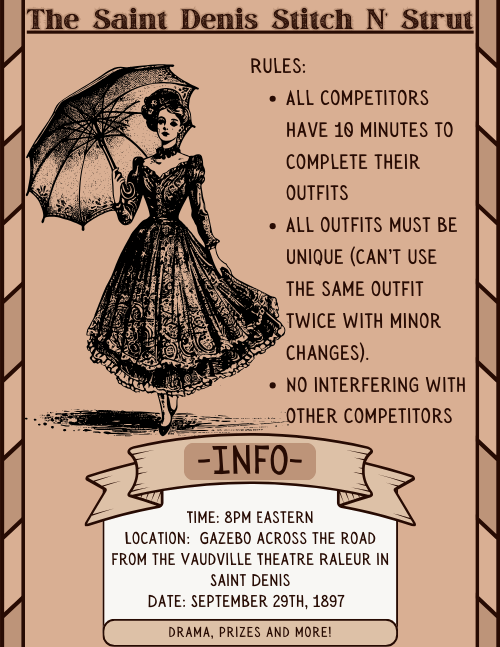 The Saint Denis Stitch N' Strut
RULES:
• ALL COMPETITORS
HAVE 10 MINUTES TO
COMPLETE THEIR
OUTFITS
• ALL OUTFITS MUST BE
UNIQUE (CAN'T USE
THE SAME OUTFIT
TWICE WITH MINOR
CHANGES).
• NO INTERFERING WITH
OTHER COMPETITORS
-INFO-
TIME: 8PM EASTERN
LOCATION: GAZEBO ACROSS THE ROAD
FROM THE VAUDVILLE THEATRE RALEUR IN
SAINT DENIS
DATE: SEPTEMBER 29TH, 1897
DRAMA, PRIZES AND MORE!